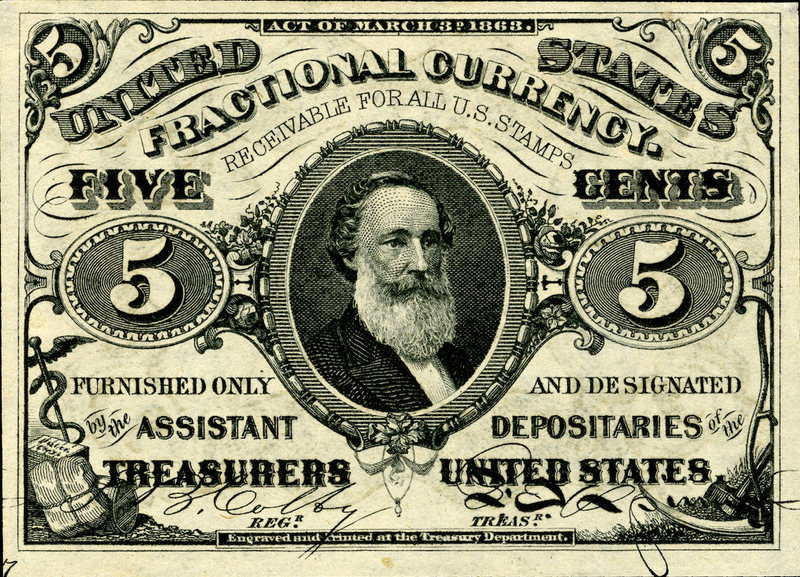 ACT OF MARCH 3D 1863.
5 5
UNITED STATES
FRACTIONAL CURRENCY.
RECEIVABLE FOR ALL U.S. STAMPS
FIVE CENTS
5 5
FURNISHED ONLY AND DESIGNATED
by the ASSISTANT DEPOSITARIES of the
TREASURERS UNITED STATES.
S. B. Colby
REGR. TREASR.
Engraved and printed at the Treasury Department.